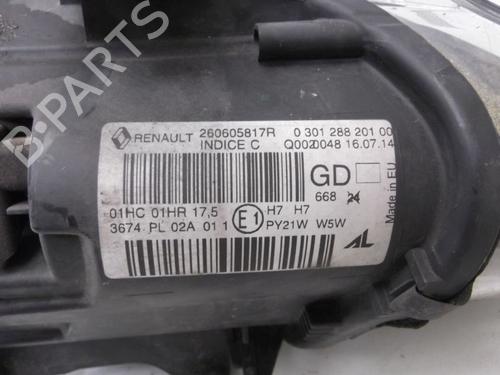 RENAULT 260605817R 0 301 288 201 00
INDICE C Q0020048 16.07.14
GD
668 24
Made in EU
01HC 01HR 17,5 E1 H7 H7
3674 PL 02A 01 1 PY21W W5W
AL
B-Parts